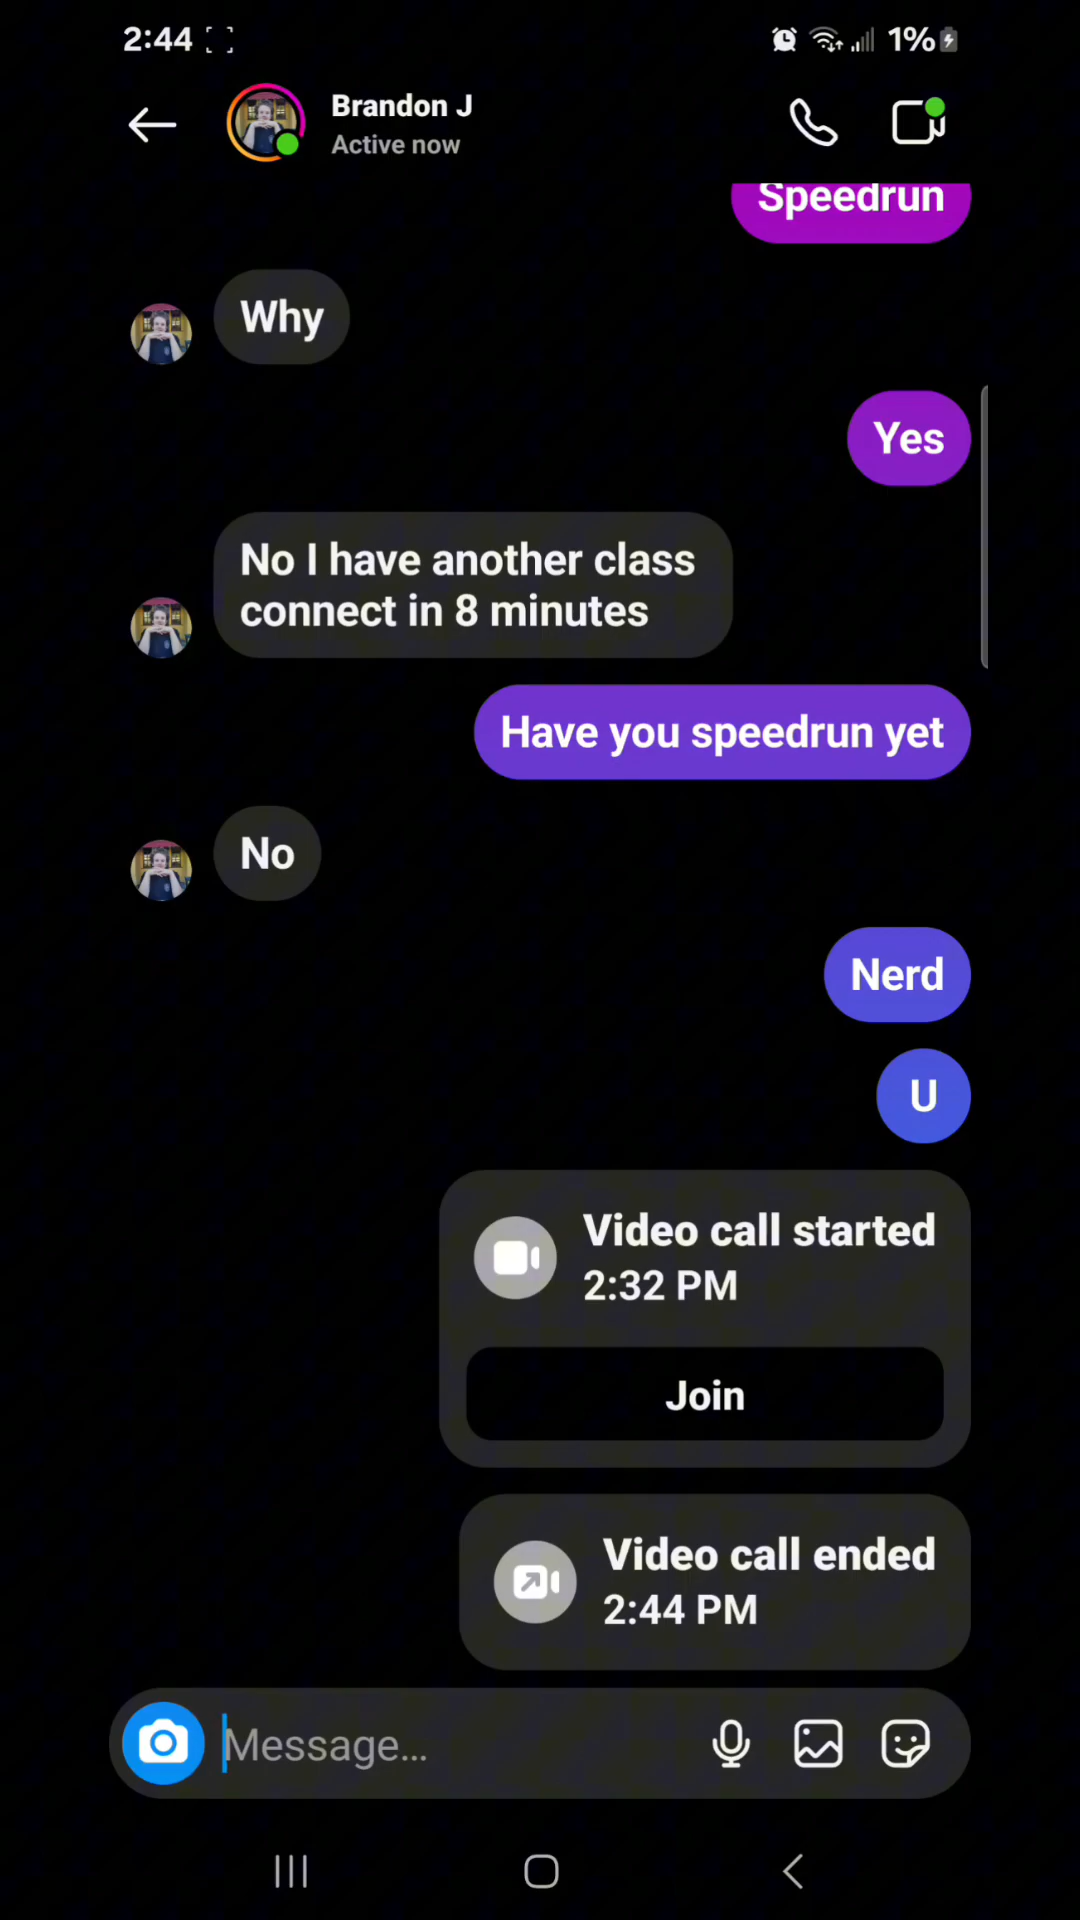 2:44
1%
Brandon J
Active now
Speedrun
Why
Yes
No I have another class
connect in 8 minutes
Have you speedrun yet
No
Nerd
U
Video call started
2:32 PM
Join
Video call ended
2:44 PM
Message...